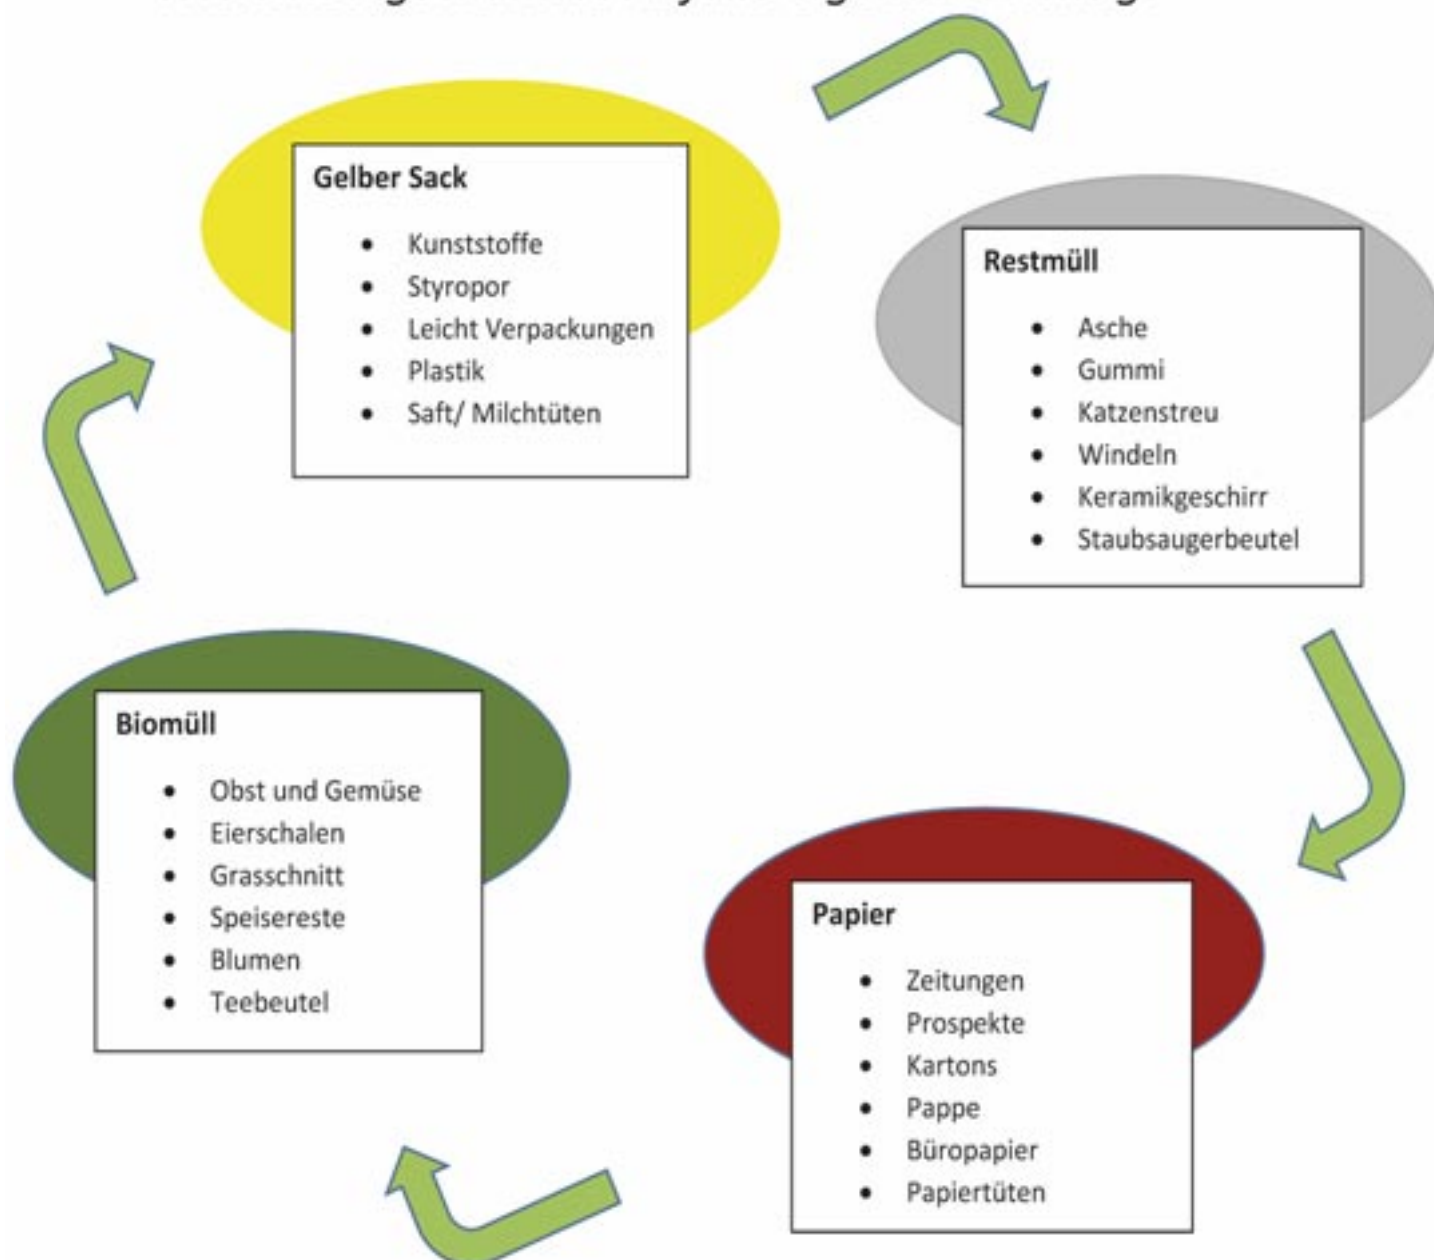 Gelber Sack
• Kunststoffe
• Styropor
• Leicht Verpackungen
• Plastik
• Saft/ Milchtüten
Restmüll
• Asche
• Gummi
• Katzenstreu
• Windeln
• Keramikgeschirr
• Staubsaugerbeutel
Biomüll
• Obst und Gemüse
• Eierschalen
• Grasschnitt
• Speisereste
• Blumen
• Teebeutel
Papier
• Zeitungen
• Prospekte
• Kartons
• Pappe
• Büropapier
• Papiertüten